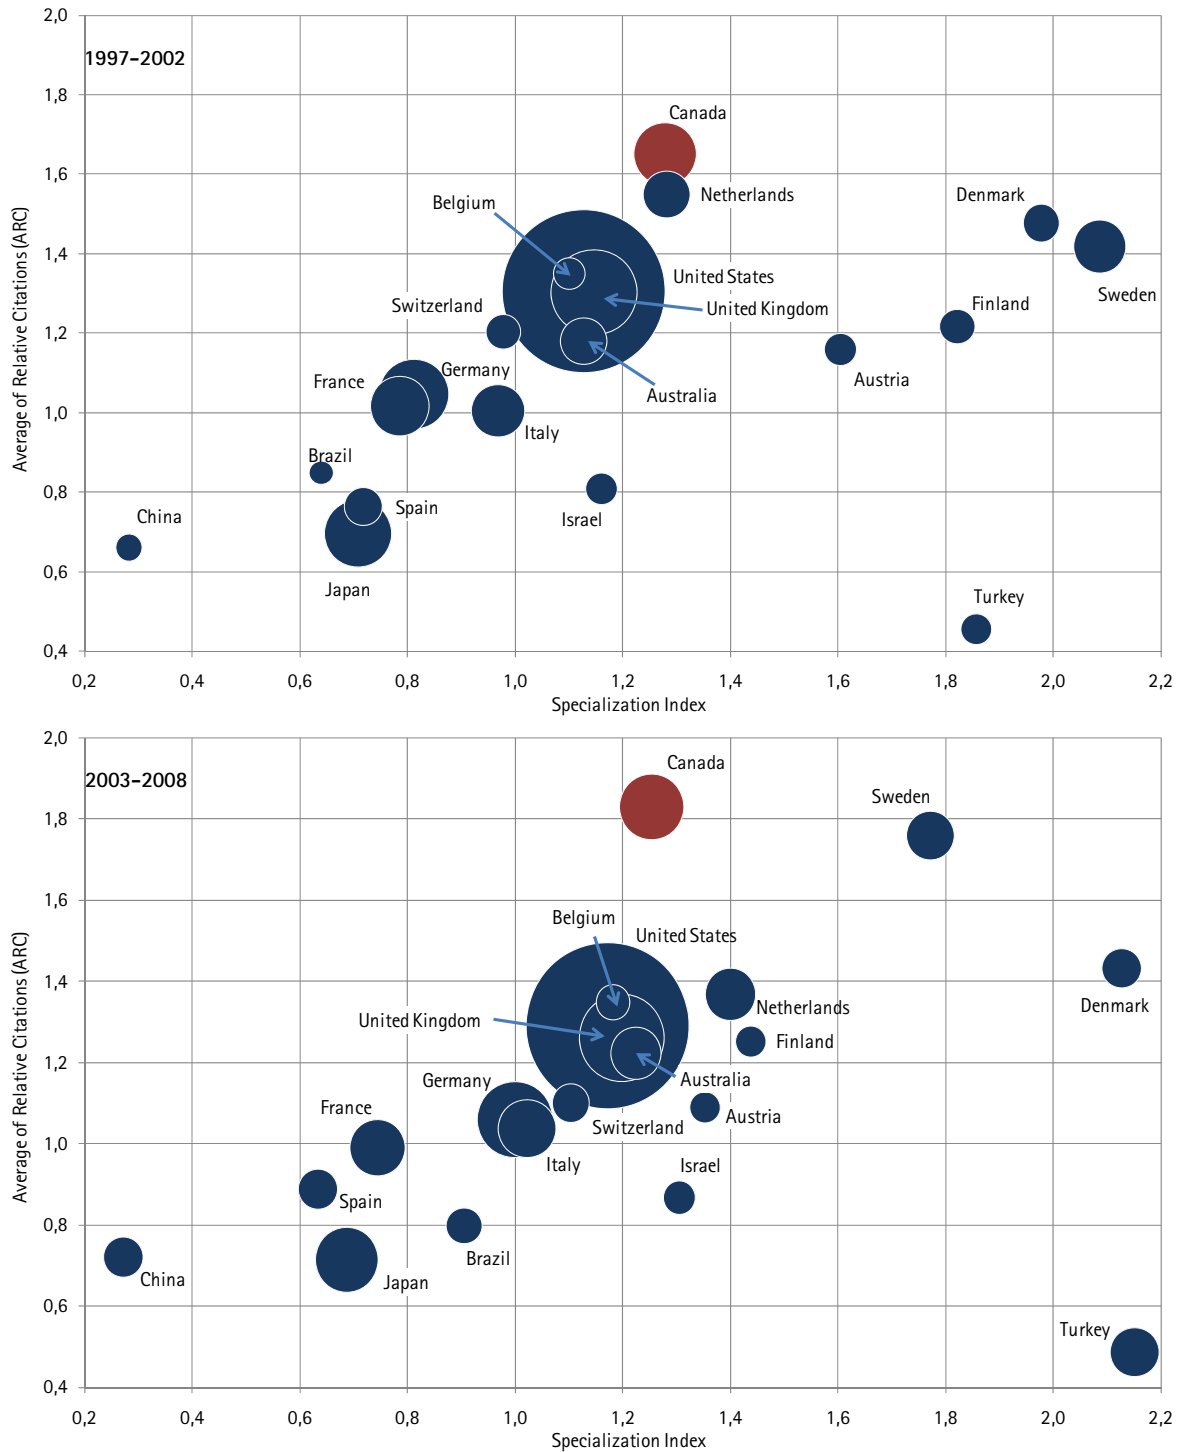 2,0
1997–2002
1,8
Canada
1,6
Netherlands
Belgium
Denmark
1,4
United States
Sweden
Switzerland
United Kingdom
Finland
1,2
Germany
France
Austria
Australia
1,0
Italy
Brazil
0,8
Spain
China
Israel
0,6
Japan
Turkey
0,4
0,2 0,4 0,6 0,8 1,0 1,2 1,4 1,6 1,8 2,0 2,2
Specialization Index
Average of Relative Citations (ARC)
2,0
2003–2008
Canada
Sweden
1,8
1,6
Belgium
United States
1,4
Netherlands
Denmark
United Kingdom
Finland
1,2
Germany
Australia
France
Austria
Switzerland
1,0
Italy
Israel
Spain
0,8
Brazil
China
Japan
0,6
Turkey
0,4
0,2 0,4 0,6 0,8 1,0 1,2 1,4 1,6 1,8 2,0 2,2
Specialization Index
Average of Relative Citations (ARC)